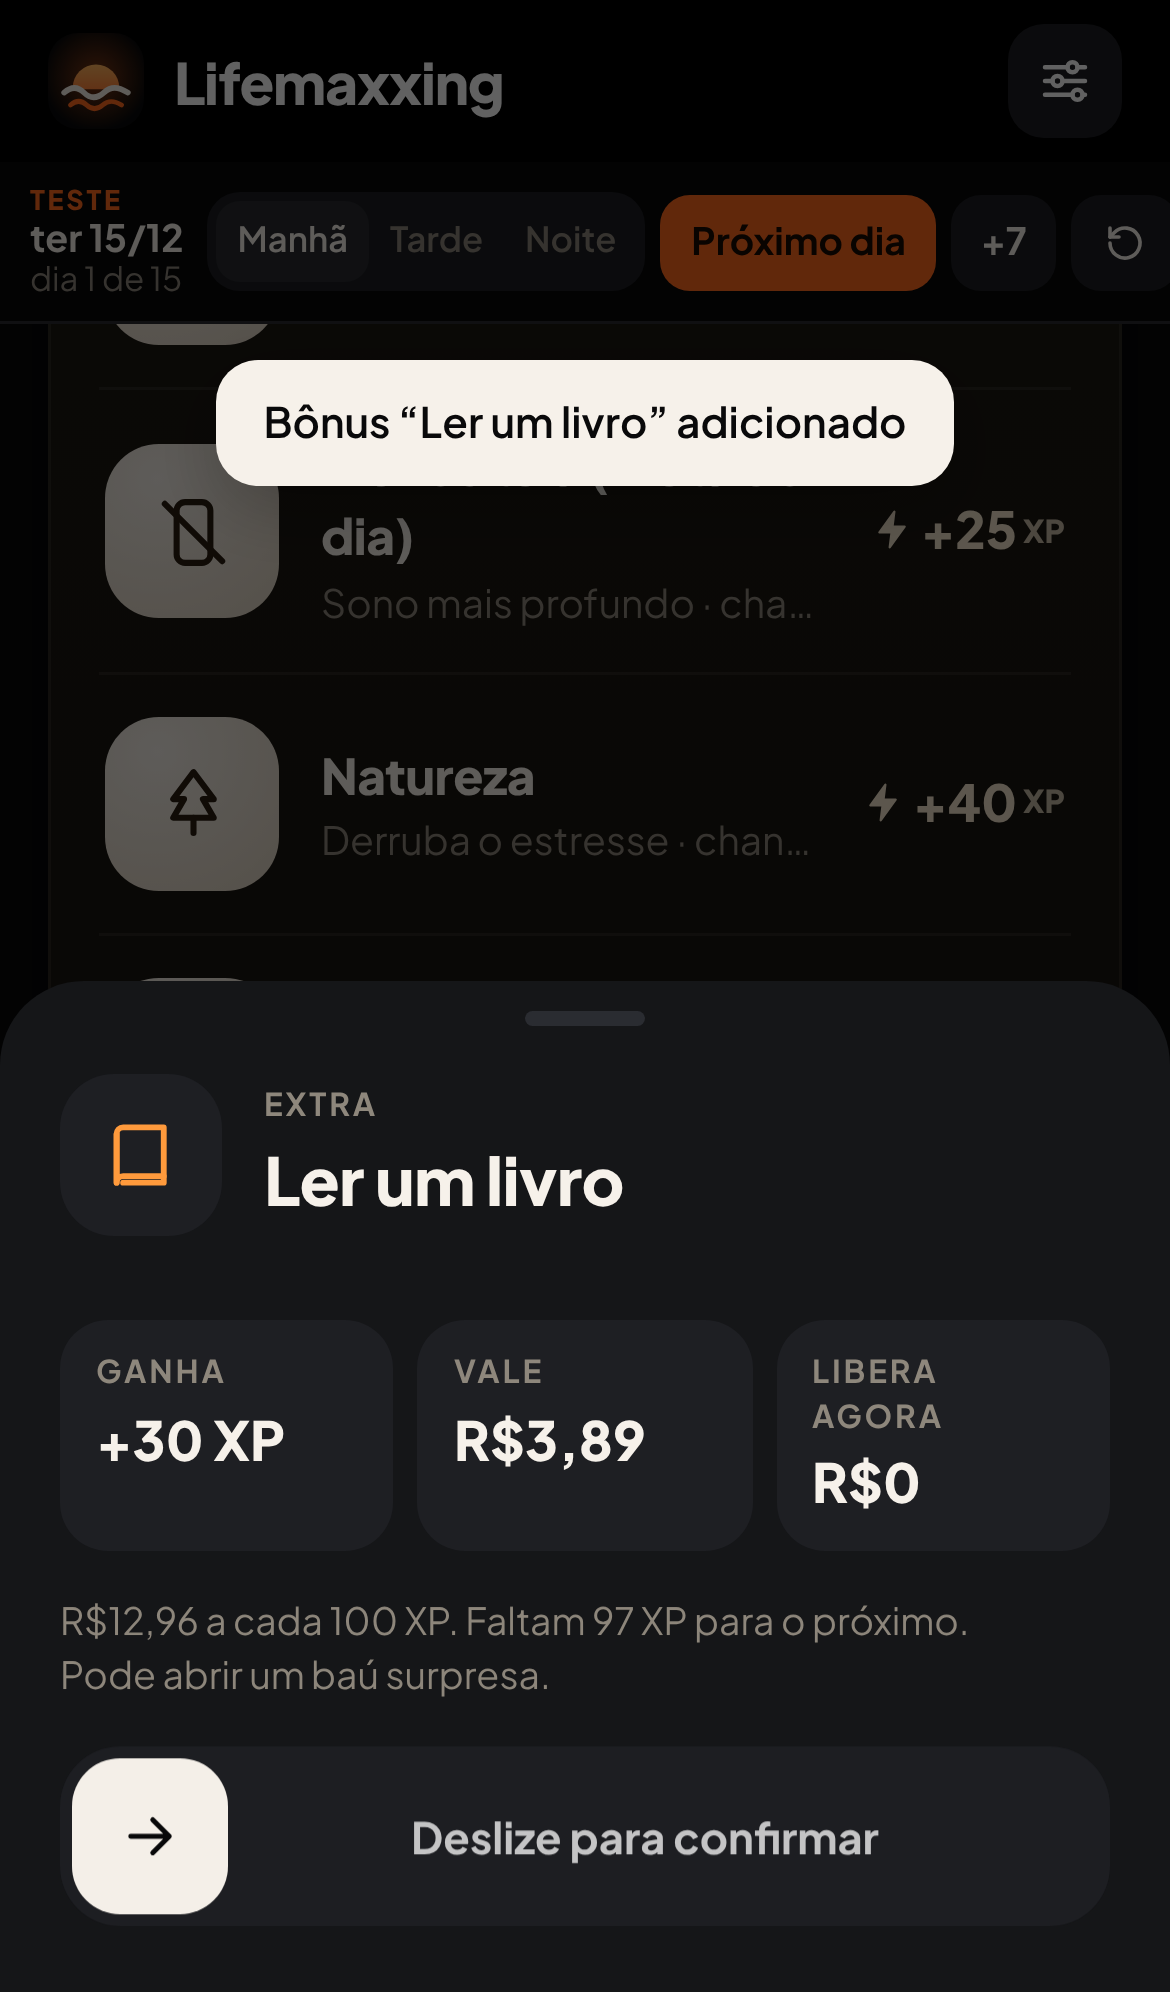 Lifemaxxing
TESTE
ter 15/12
dia 1 de 15
Manhã
Tarde
Noite
Próximo dia
+7
Bônus “Ler um livro” adicionado
dia)
+25 XP
Sono mais profundo · cha...
Natureza
+40 XP
Derruba o estresse · chan...
EXTRA
Ler um livro
GANHA
+30 XP
VALE
R$3,89
LIBERA
AGORA
R$0
R$12,96 a cada 100 XP. Faltam 97 XP para o próximo.
Pode abrir um baú surpresa.
Deslize para confirmar